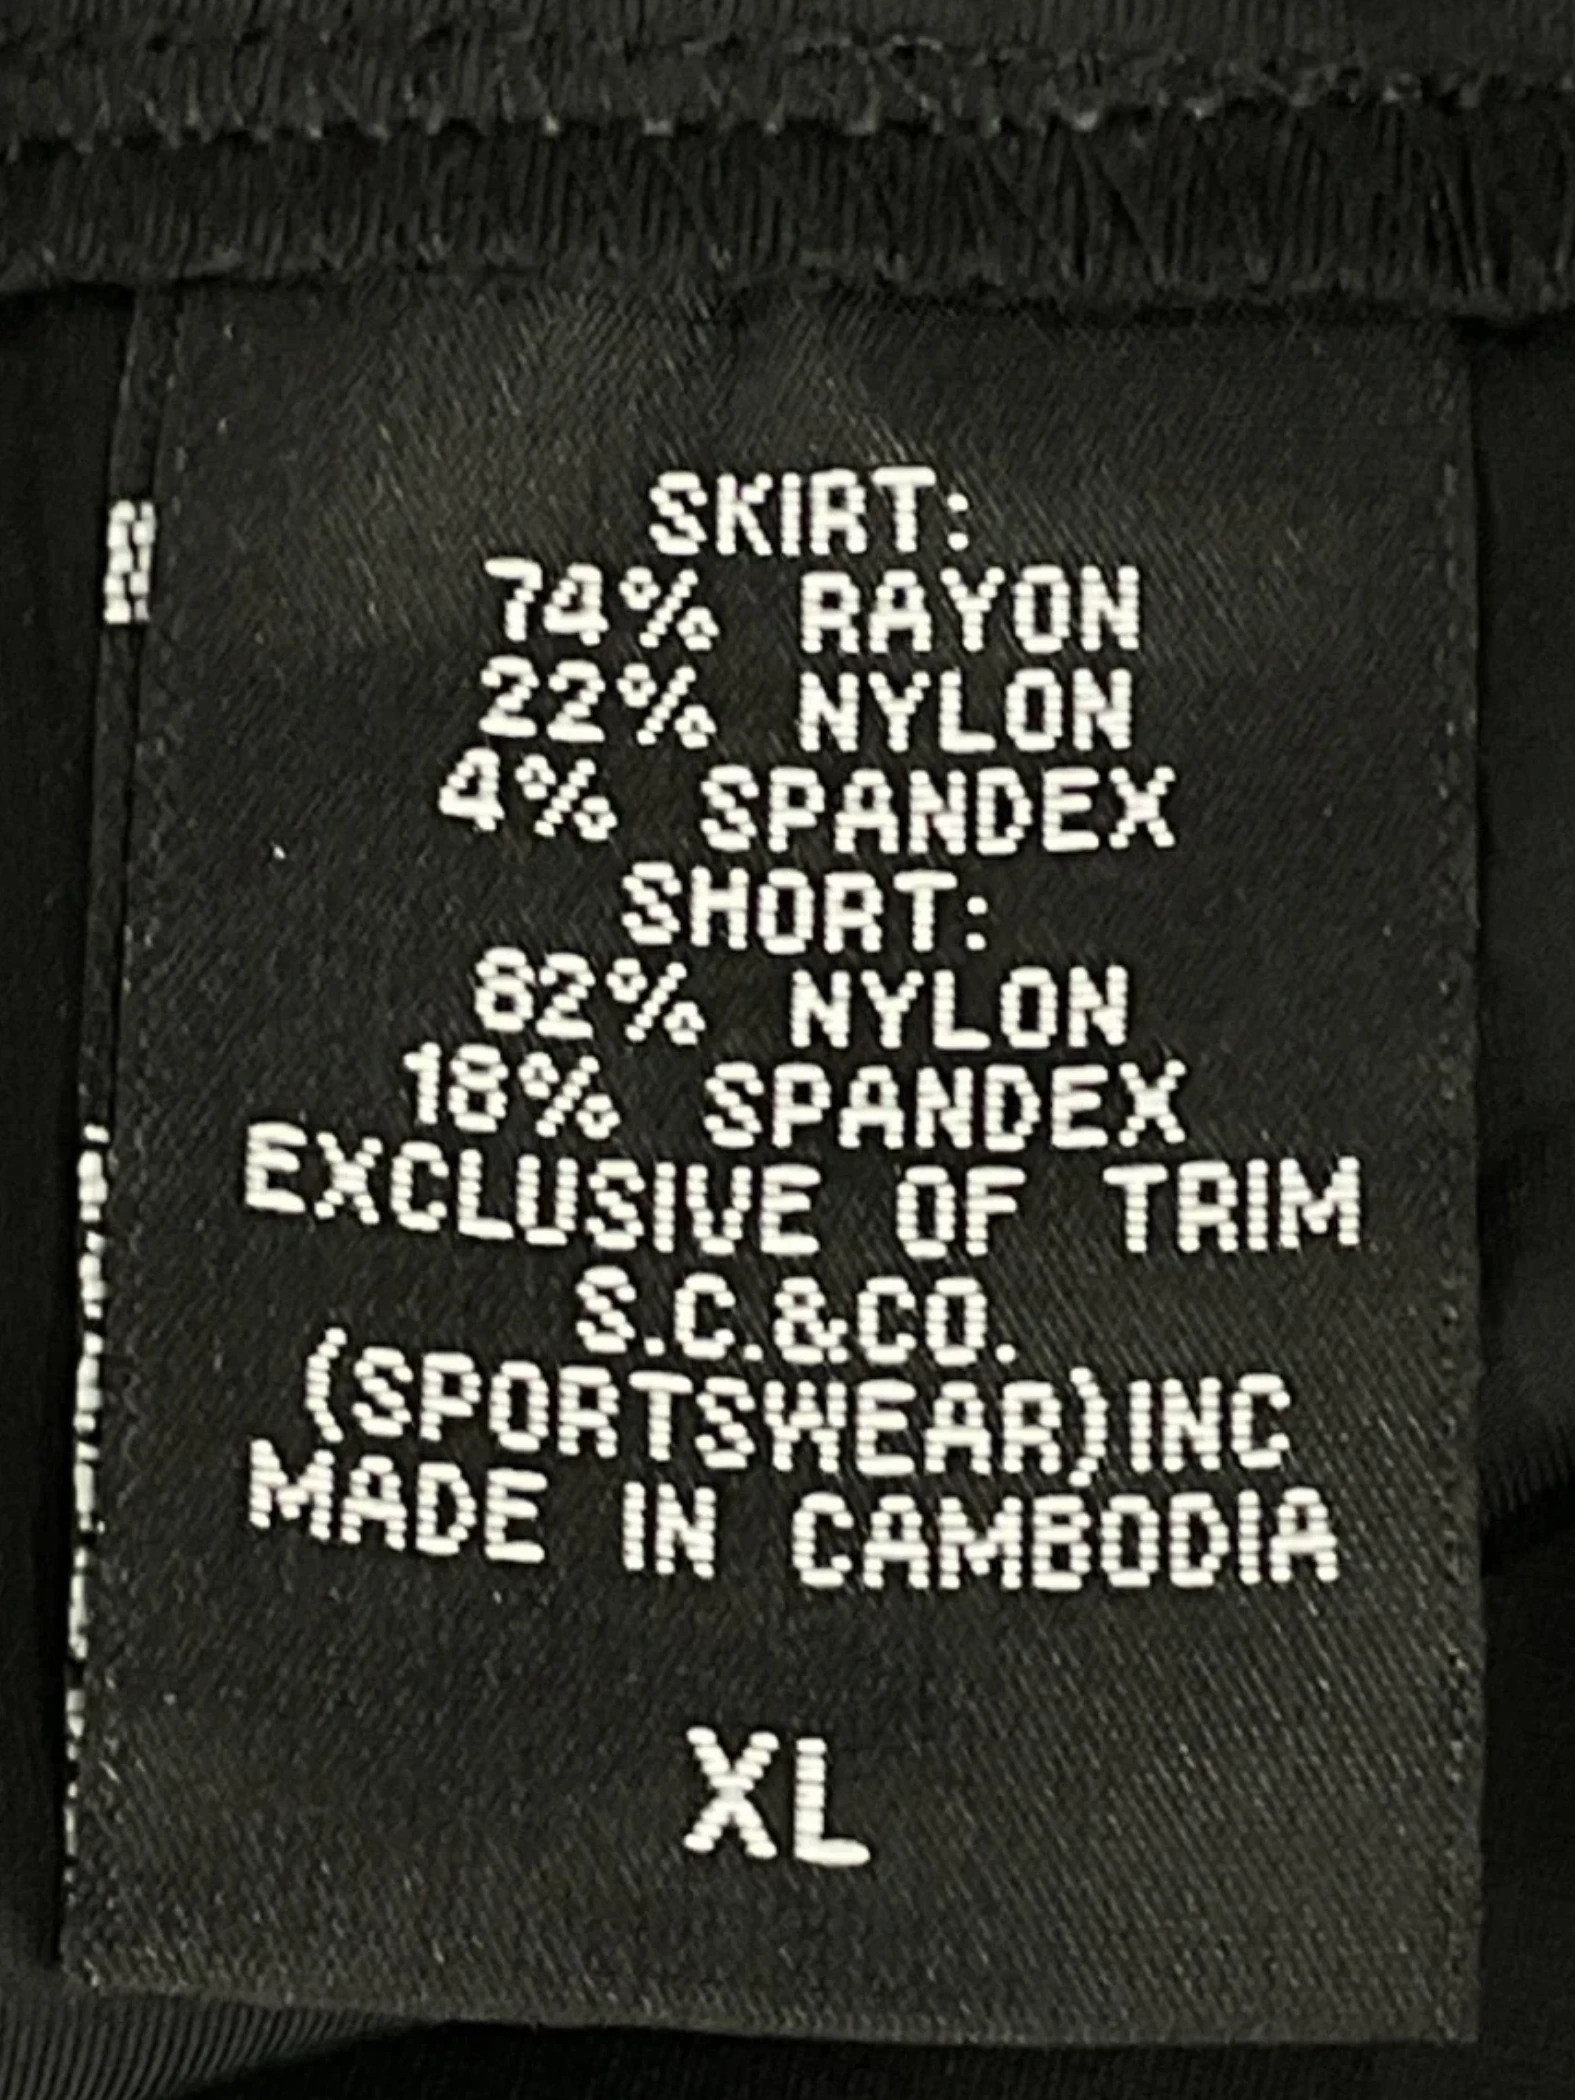 SKIRT:
74% RAYON
22% NYLON
4% SPANDEX
SHORT:
82% NYLON
18% SPANDEX
EXCLUSIVE OF TRIM
S.C.&CO.
(SPORTSWEAR)INC
MADE IN CAMBODIA
XL